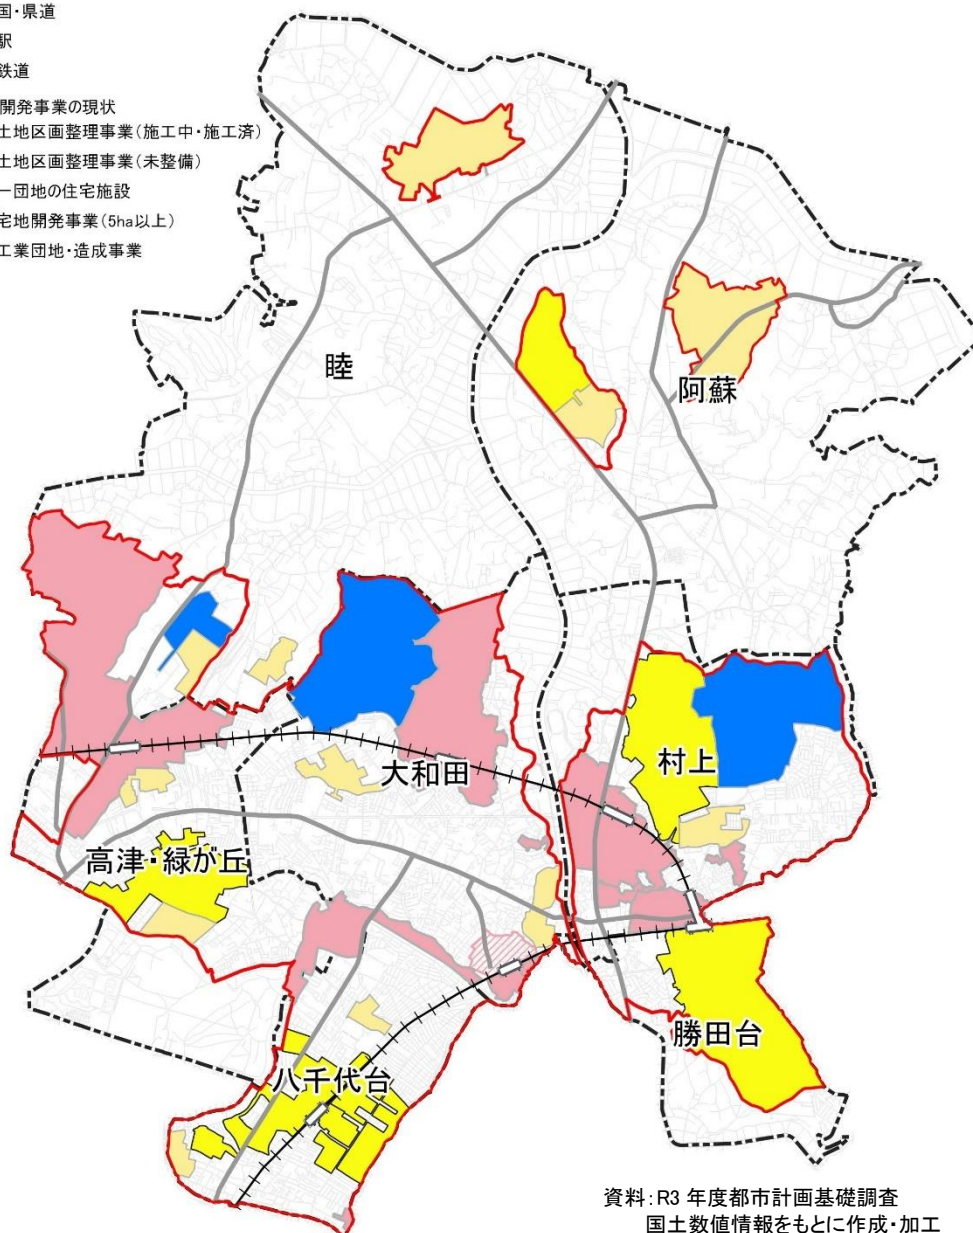 国・県道
駅
鉄道
開発事業の現状
土地区画整理事業(施工中・施工済)
土地区画整理事業(未整備)
一団地の住宅施設
宅地開発事業(5ha以上)
工業団地・造成事業
睦
阿蘇
村上
大和田
高津・緑が丘
勝田台
八千代台
資料:R3 年度都市計画基礎調査
国土数値情報をもとに作成・加工